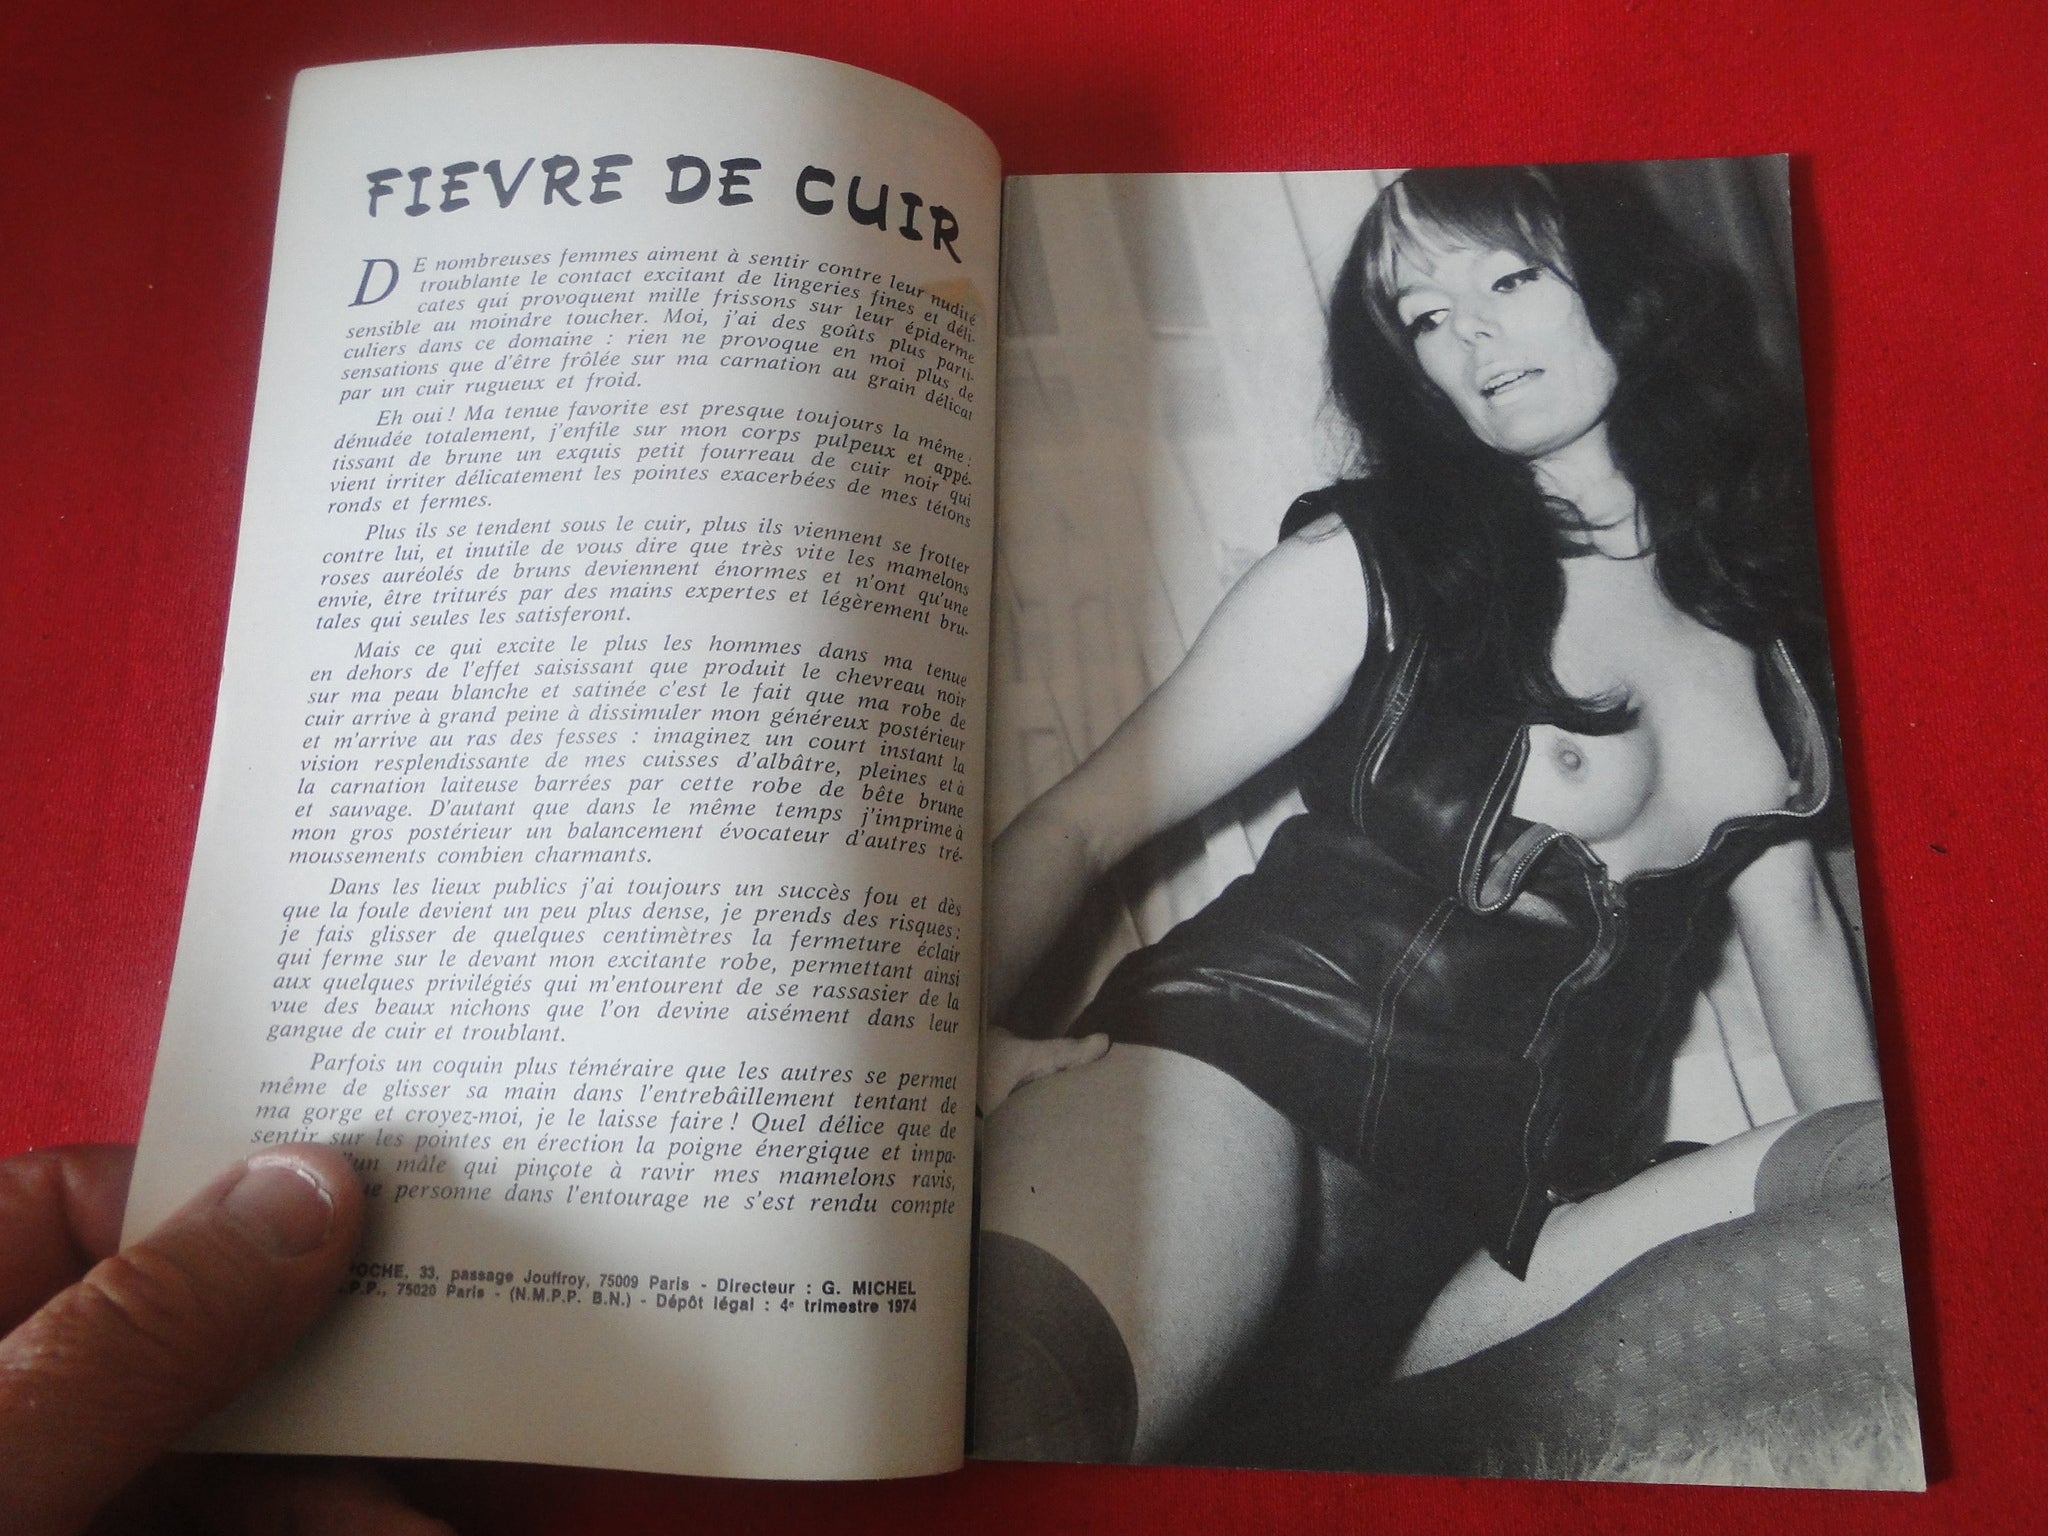 FIEVRE DE CUIR
DE nombreuses femmes aiment à sentir contre leur nudité
troublante le contact excitant de lingeries fines et déli-
cates qui provoquent mille frissons sur leur épiderme
sensible au moindre toucher. Moi, j'ai des goûts plus parti-
culiers dans ce domaine : rien ne provoque en moi plus de
sensations que d'être frôlée sur ma carnation au grain délicat
par un cuir rugueux et froid.
Eh oui ! Ma tenue favorite est presque toujours la même :
dénudée totalement, j'enfile sur mon corps pulpeux et appé-
tissant de brune un exquis petit fourreau de cuir noir qui
vient irriter délicatement les pointes exacerbées de mes tétons
ronds et fermes.
Plus ils se tendent sous le cuir, plus ils viennent se frotter
contre lui, et inutile de vous dire que très vite les mamelons
roses auréolés de bruns deviennent énormes et n'ont qu'une
envie, être triturés par des mains expertes et légèrement bru-
tales qui seules les satisferont.
Mais ce qui excite le plus les hommes dans ma tenue
en dehors de l'effet saisissant que produit le chevreau noir
sur ma peau blanche et satinée c'est le fait que ma robe de
cuir arrive à grand peine à dissimuler mon généreux postérieur
et m'arrive au ras des fesses : imaginez un court instant la
vision resplendissante de mes cuisses d'albâtre, pleines et à
la carnation laiteuse barrées par cette robe de bête brune
et sauvage. D'autant que dans le même temps j'imprime à
mon gros postérieur un balancement évocateur d'autres tré-
moussements combien charmants.
Dans les lieux publics j'ai toujours un succès fou et dès
que la foule devient un peu plus dense, je prends des risques :
je fais glisser de quelques centimètres la fermeture éclair
qui ferme sur le devant mon excitante robe, permettant ainsi
aux quelques privilégiés qui m'entourent de se rassasier de la
vue des beaux nichons que l'on devine aisément dans leur
gangue de cuir et troublant.
Parfois un coquin plus téméraire que les autres se permet
même de glisser sa main dans l'entrebâillement tentant de
ma gorge et croyez-moi, je le laisse faire ! Quel délice que de
sentir sur les pointes en érection la poigne énergique et impa-
d'un mâle qui pinçote à ravir mes mamelons ravis,
personne dans l'entourage ne s'est rendu compte
POCHE, 33, passage Jouffroy, 75009 Paris - Directeur : G. MICHEL
.P.P., 75020 Paris - (N.M.P.P. B.N.) - Dépôt légal : 4e trimestre 1974